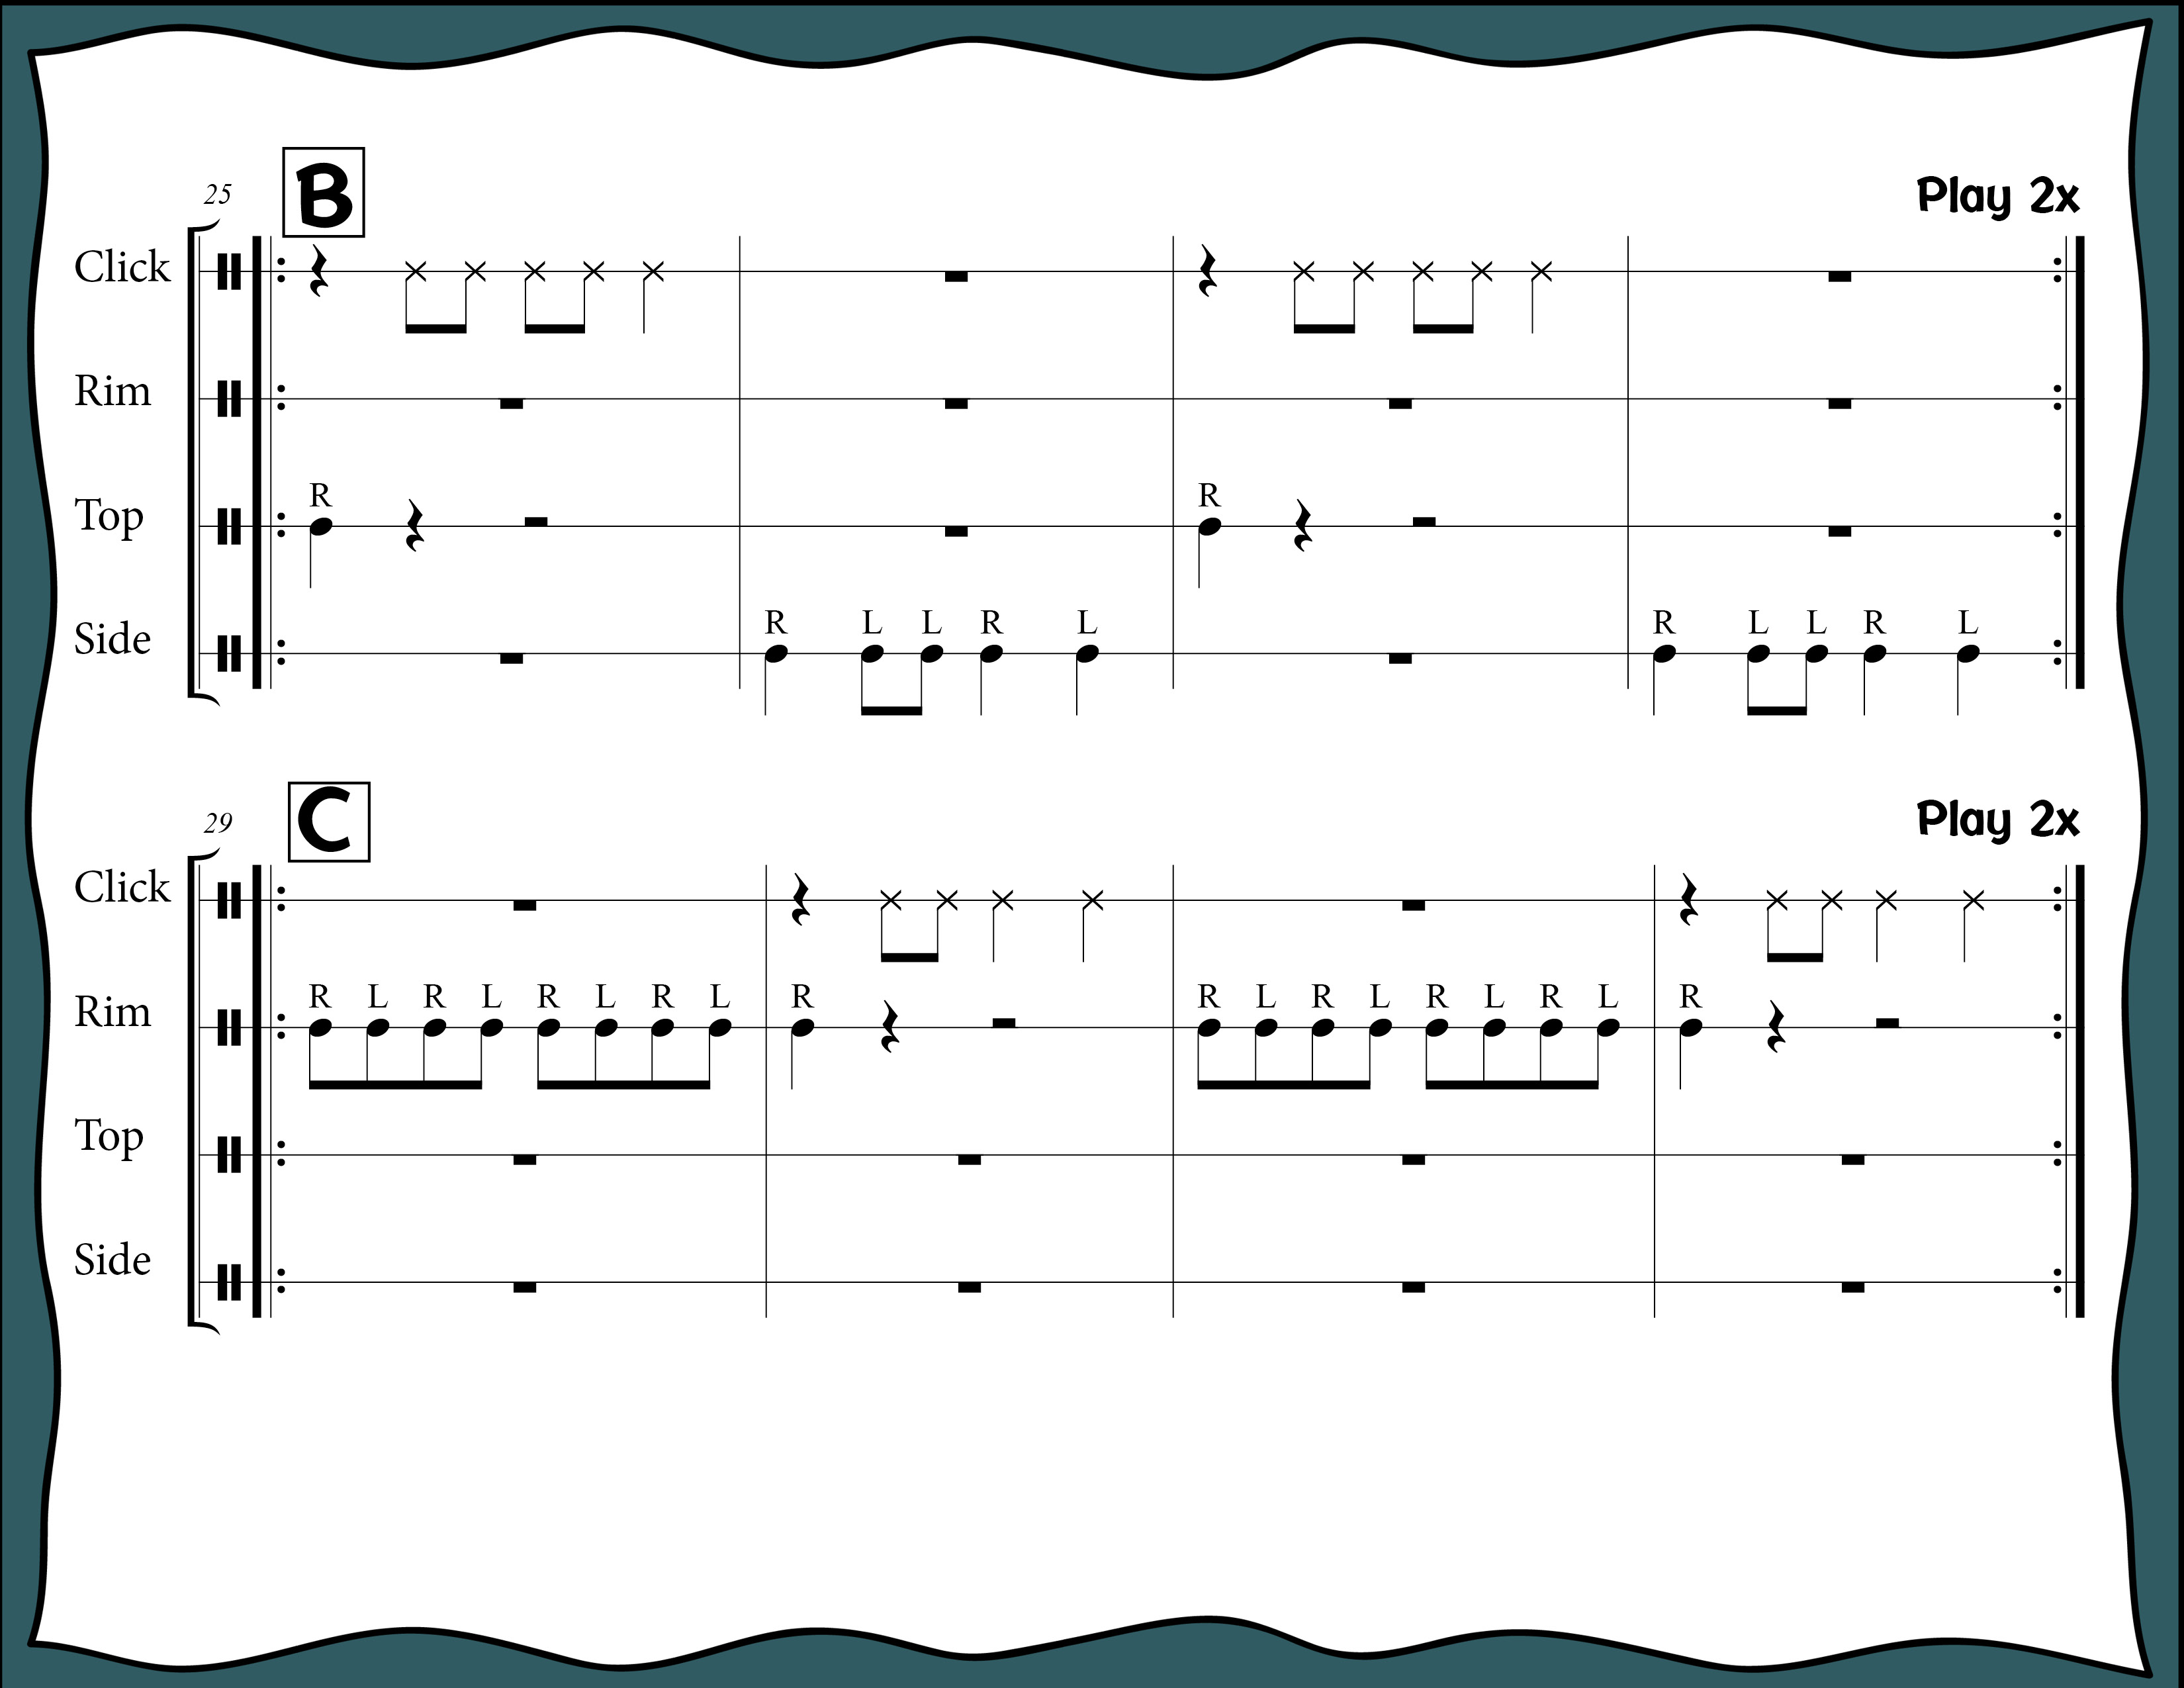 B
25
Play 2x
Click
Rim
R R
Top
R L L R L R L L R L
Side
C
29
Play 2x
Click
R L R L R L R L R R L R L R L R L R
Rim
Top
Side